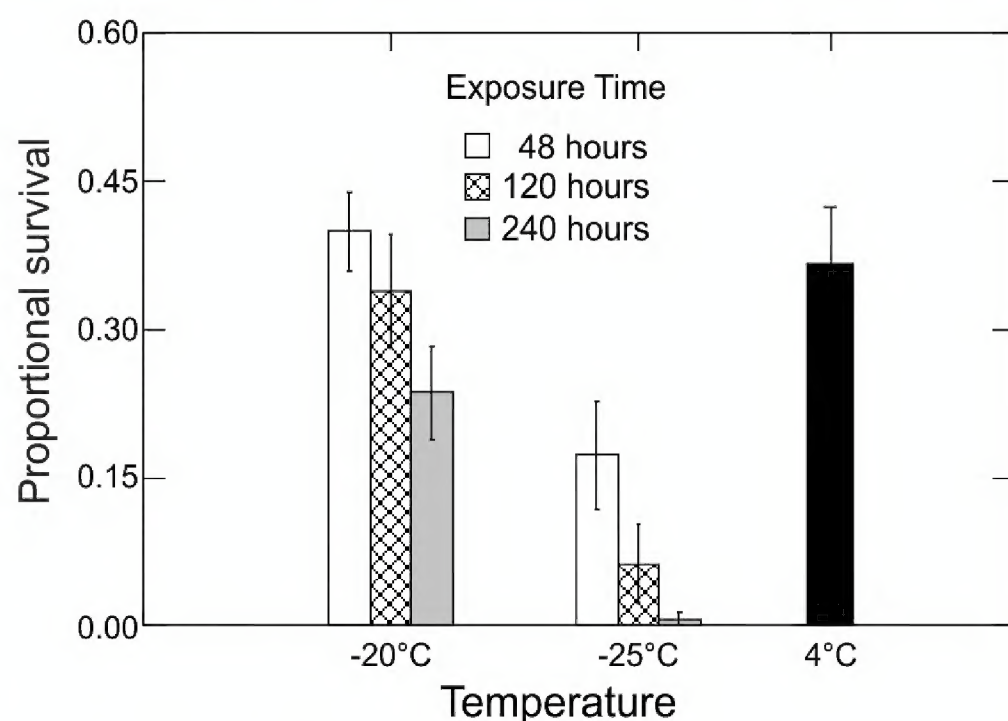 0.60
0.45
0.30
0.15
0.00
Proportional survival
Exposure Time
48 hours
120 hours
240 hours
-20°C
-25°C
4°C
Temperature